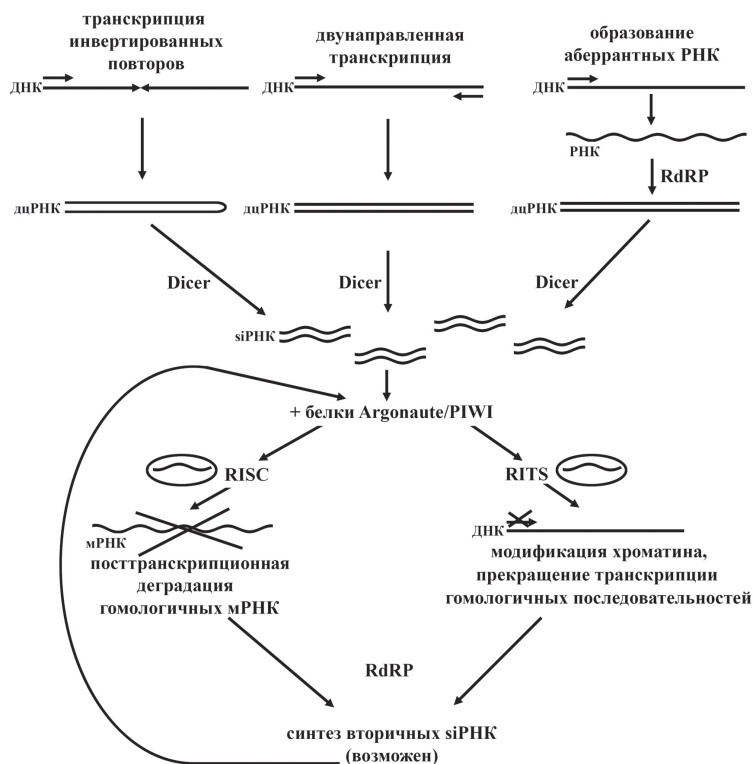 транскрипция
инвертированных
повторов
двунаправленная
транскрипция
образование
аберрантных РНК
ДНК
ДНК
ДНК
РНК
RdRP
дцРНК
дцРНК
дцРНК
Dicer
Dicer
Dicer
siРНК
+ белки Argonaute/PIWI
RISC
RITS
мРНК
ДНК
посттранскрипционная
деградация
гомологичных мРНК
модификация хроматина,
прекращение транскрипции
гомологичных последовательностей
RdRP
синтез вторичных siРНК
(возможен)